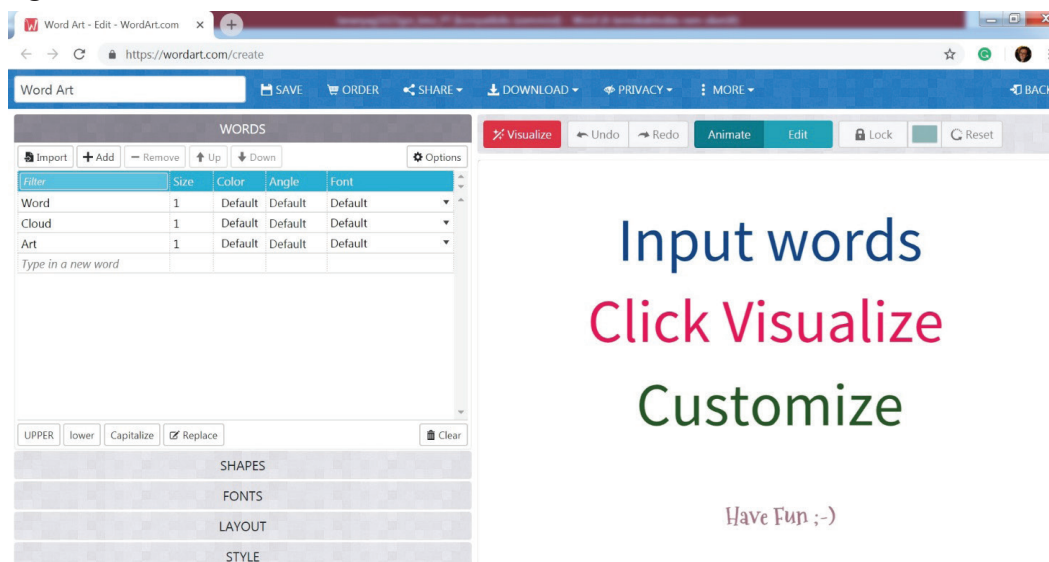 Word Art - Edit - WordArt.com
https://wordart.com/create
Word Art
SAVE ORDER SHARE DOWNLOAD PRIVACY MORE BACK
WORDS
Visualize Undo Redo Animate Edit Lock Reset
Import Add Remove Up Down Options
Filter Size Color Angle Font
Word 1 Default Default Default
Cloud 1 Default Default Default
Art 1 Default Default Default
Type in a new word
Input words
Click Visualize
Customize
Have Fun ;-)
UPPER lower Capitalize Replace Clear
SHAPES
FONTS
LAYOUT
STYLE